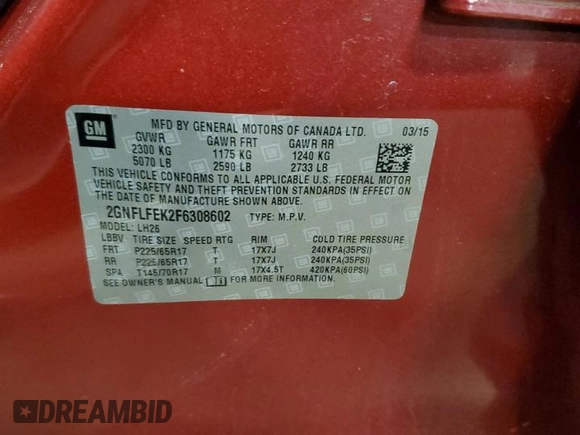 GM
MFD BY GENERAL MOTORS OF CANADA LTD. 03/15
GVWR GAWR FRT GAWR RR
2300 KG 1175 KG 1240 KG
5070 LB 2590 LB 2733 LB
THIS VEHICLE CONFORMS TO ALL APPLICABLE U.S. FEDERAL MOTOR
VEHICLE SAFETY AND THEFT PREVENTION STANDARDS IN EFFECT ON
THE DATE OF MANUFACTURE SHOWN ABOVE.
2GNFLFEK2F6308602 TYPE: M.P.V.
MODEL: LH26
LBBV TIRE SIZE SPEED RTG RIM COLD TIRE PRESSURE
FRT P225/65R17 T 17X7J 240KPA(35PSI)
RR P225/65R17 T 17X7J 240KPA(35PSI)
SPA T145/70R17 M 17X4.5T 420KPA(60PSI)
SEE OWNER'S MANUAL FOR MORE INFORMATION.
DREAMBID